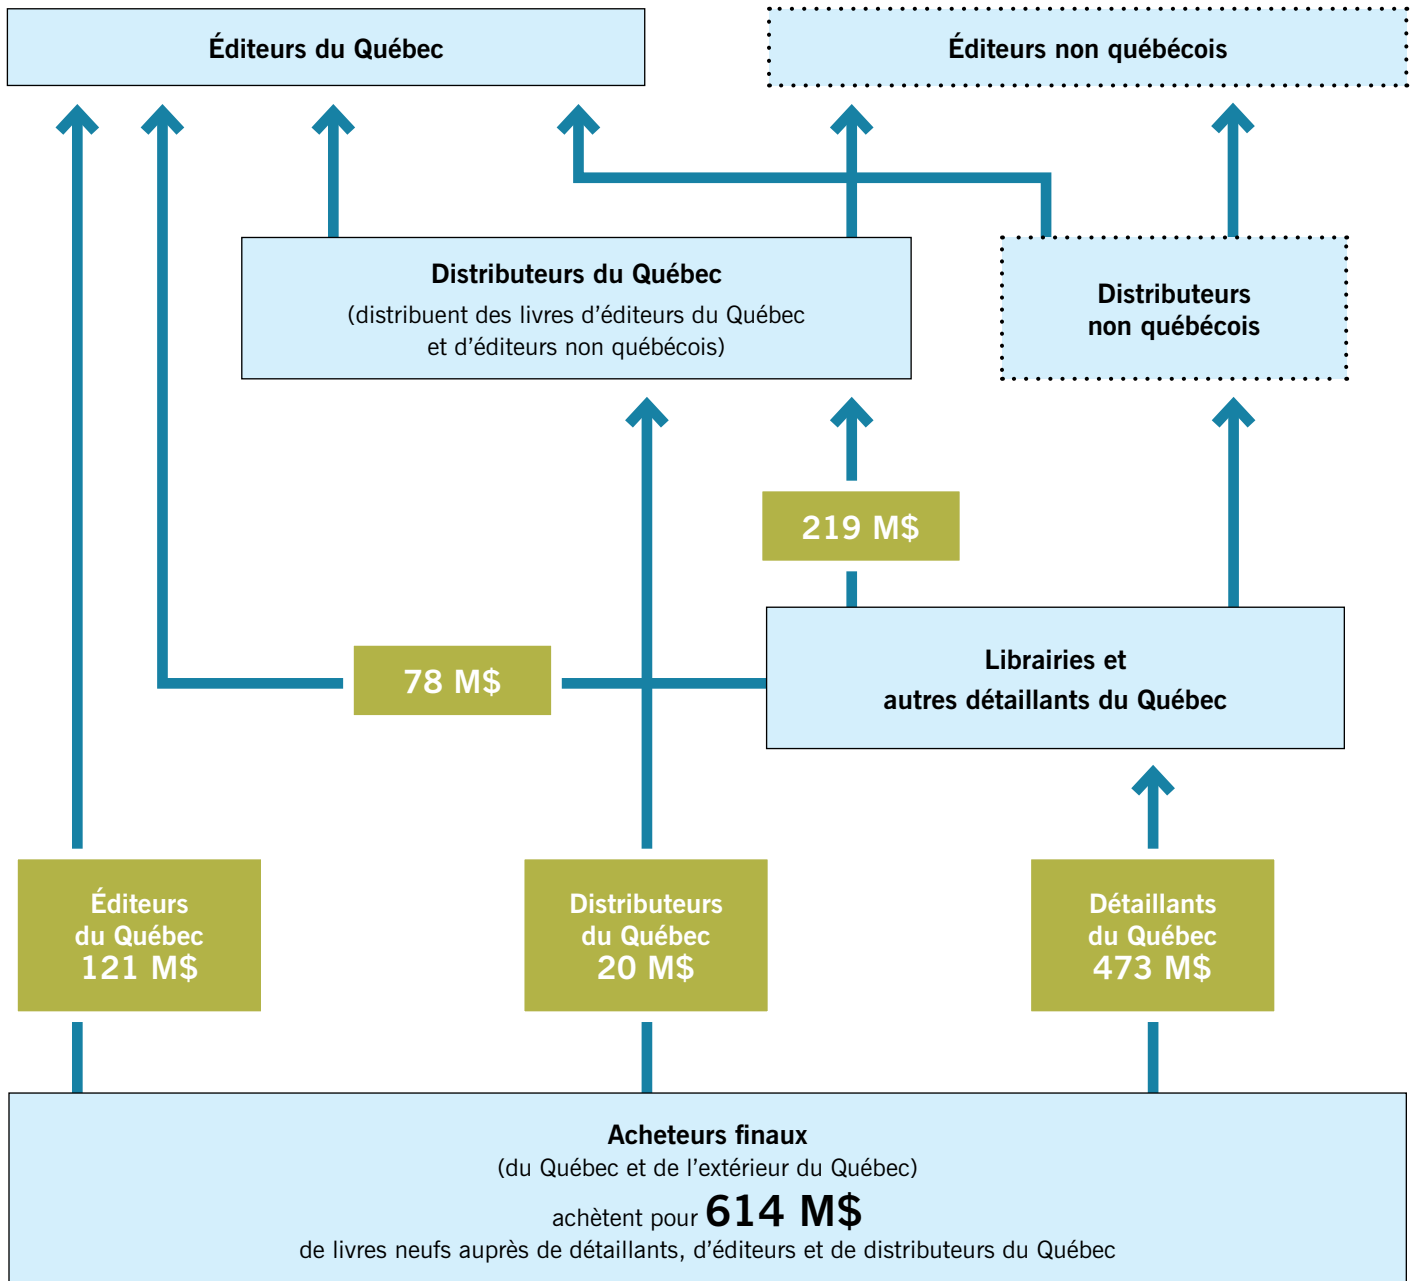 Éditeurs du Québec
Éditeurs non québécois
Distributeurs du Québec
(distribuent des livres d’éditeurs du Québec
et d’éditeurs non québécois)
Distributeurs
non québécois
219 M$
Librairies et
autres détaillants du Québec
78 M$
Éditeurs
du Québec
121 M$
Distributeurs
du Québec
20 M$
Détaillants
du Québec
473 M$
Acheteurs finaux
(du Québec et de l’extérieur du Québec)
achètent pour 614 M$
de livres neufs auprès de détaillants, d’éditeurs et de distributeurs du Québec